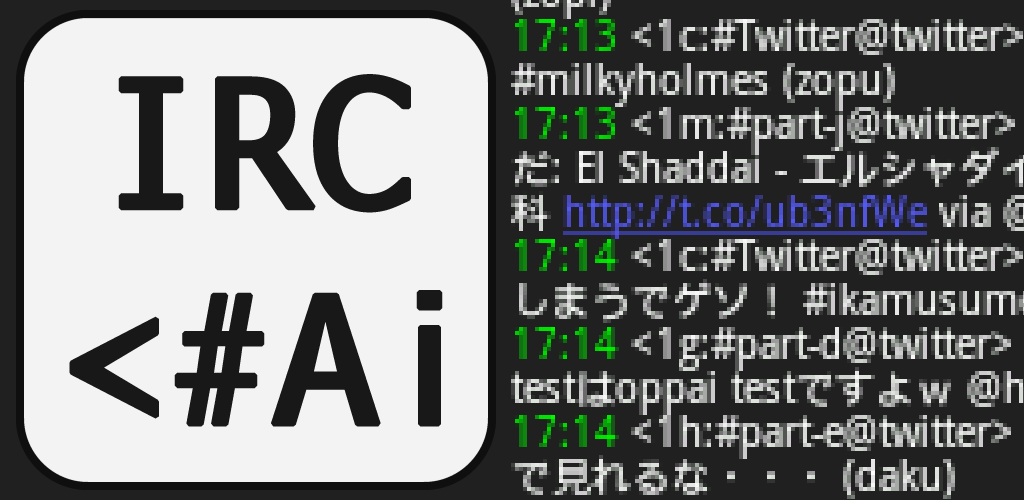 IRC
<#Ai
(zopf)
17:13 <1c:#Twitter@twitter>
#milkyholmes (zopu)
17:13 <1m:#part-j@twitter>
だ: El Shaddai - エルシャダイ
科 http://t.co/ub3nfWe via @
17:14 <1c:#Twitter@twitter>
しまうでゲソ！ #ikamusume
17:14 <1g:#part-d@twitter>
testはtoppai testですよｗ @h
17:14 <1h:#part-e@twitter>
で見れるな・・・ (daku)